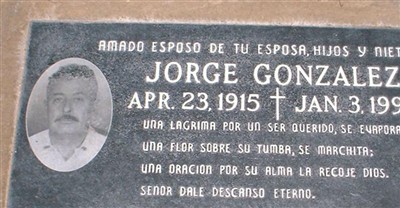 AMADO ESPOSO DE TU ESPOSA, HIJOS Y NIET
JORGE GONZALEZ
APR. 23, 1915 † JAN. 3, 199
UNA LAGRIMA POR UN SER QUERIDO, SE EVAPORA
UNA FLOR SOBRE SU TUMBA, SE MARCHITA;
UNA ORACION POR SU ALMA LA RECOJE DIOS.
SEÑOR DALE DESCANSO ETERNO.